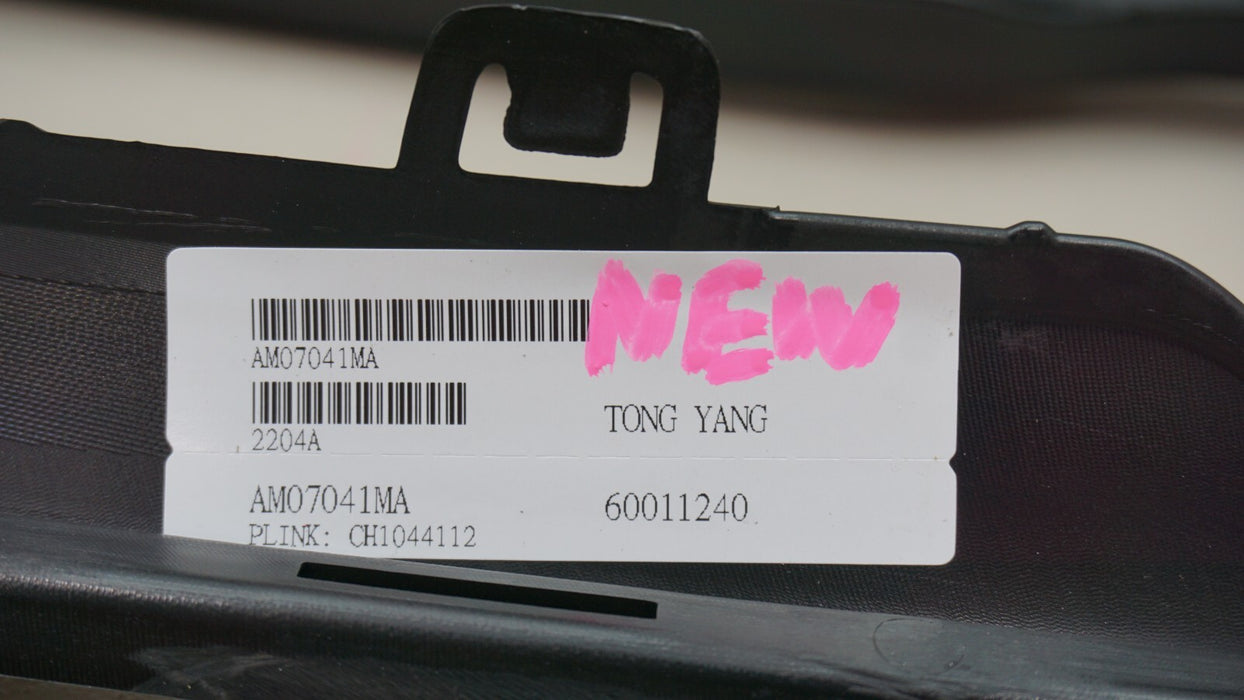 NEW
AM07041MA
2204A
TONG YANG
AM07041MA
60011240
PLINK: CH1044112